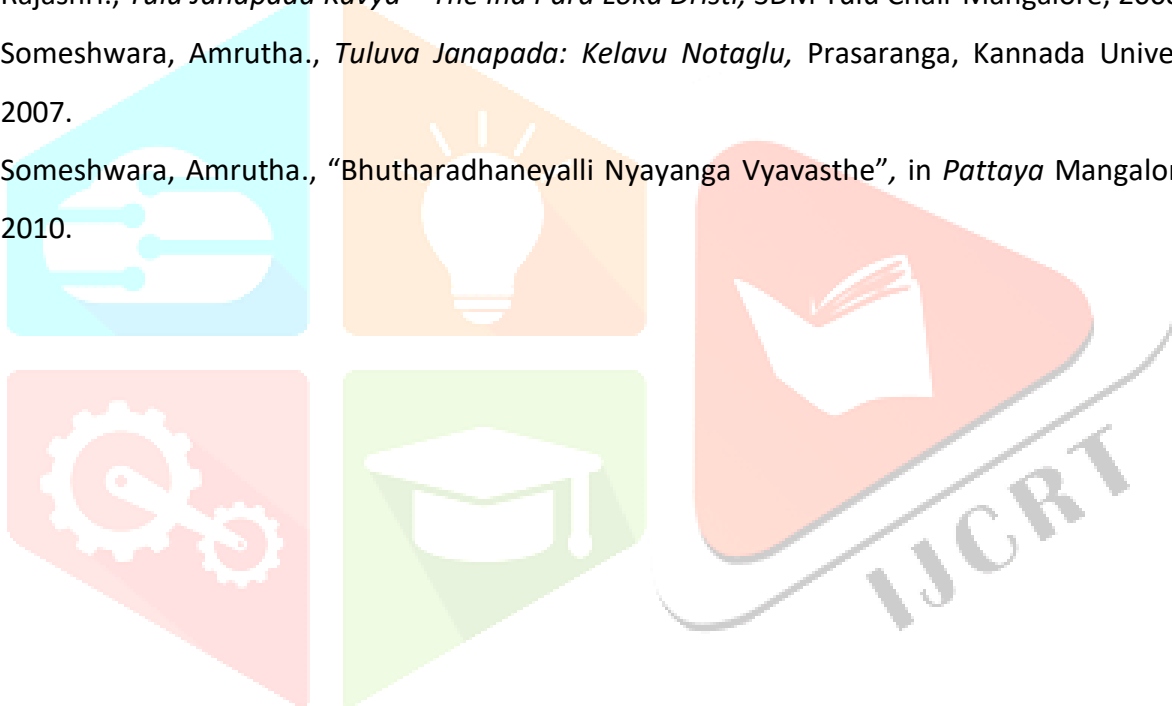 Someshwara, Amrutha., Tuluva Janapada: Kelavu Notaglu, Prasaranga, Kannada Unive
2007.
Someshwara, Amrutha., “Bhutharadhaneyalli Nyayanga Vyavasthe”, in Pattaya Mangalor
2010.
IJCRT